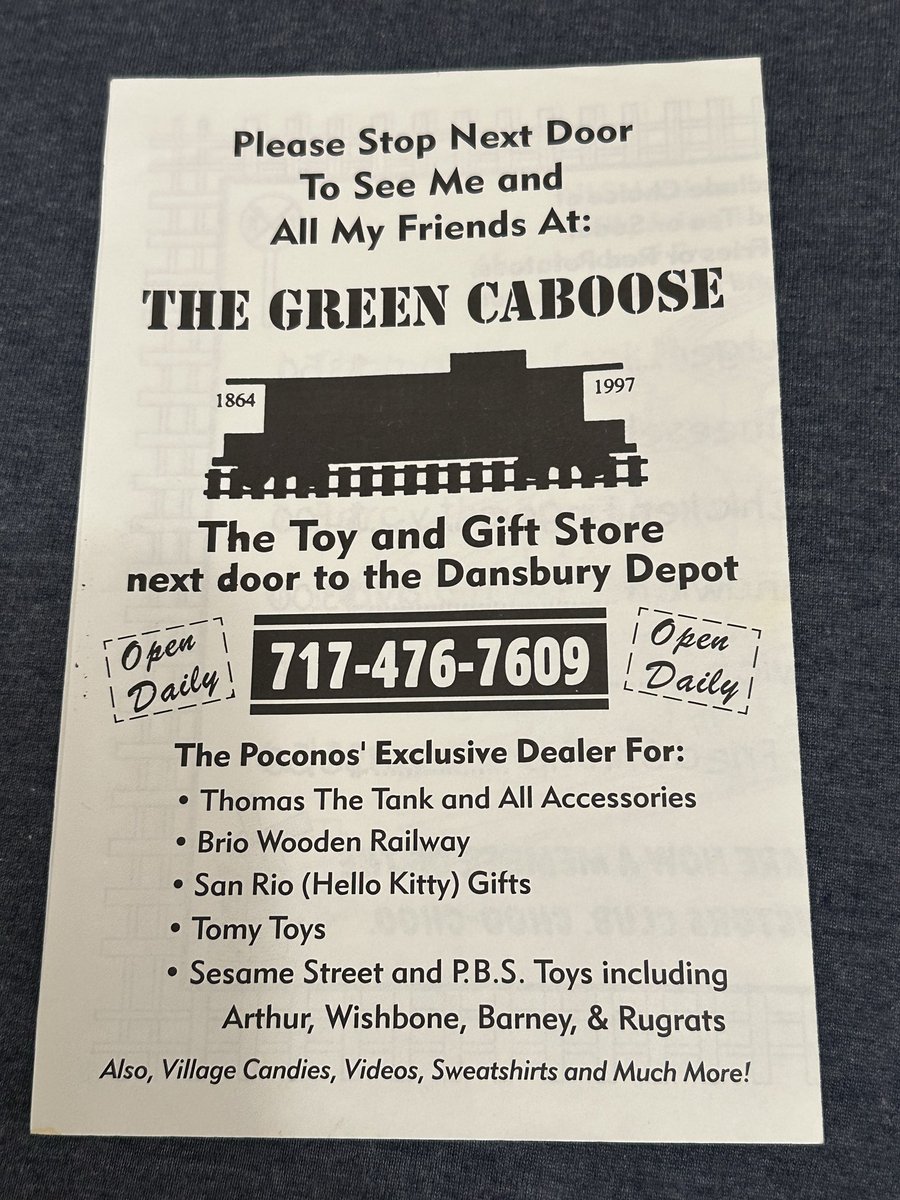 Please Stop Next Door
To See Me and
All My Friends At:
THE GREEN CABOOSE
1864
1997
The Toy and Gift Store
next door to the Dansbury Depot
Open
Daily
717-476-7609
Open
Daily
The Poconos' Exclusive Dealer For:
• Thomas The Tank and All Accessories
• Brio Wooden Railway
• San Rio (Hello Kitty) Gifts
• Tomy Toys
• Sesame Street and P.B.S. Toys including
Arthur, Wishbone, Barney, & Rugrats
Also, Village Candies, Videos, Sweatshirts and Much More!